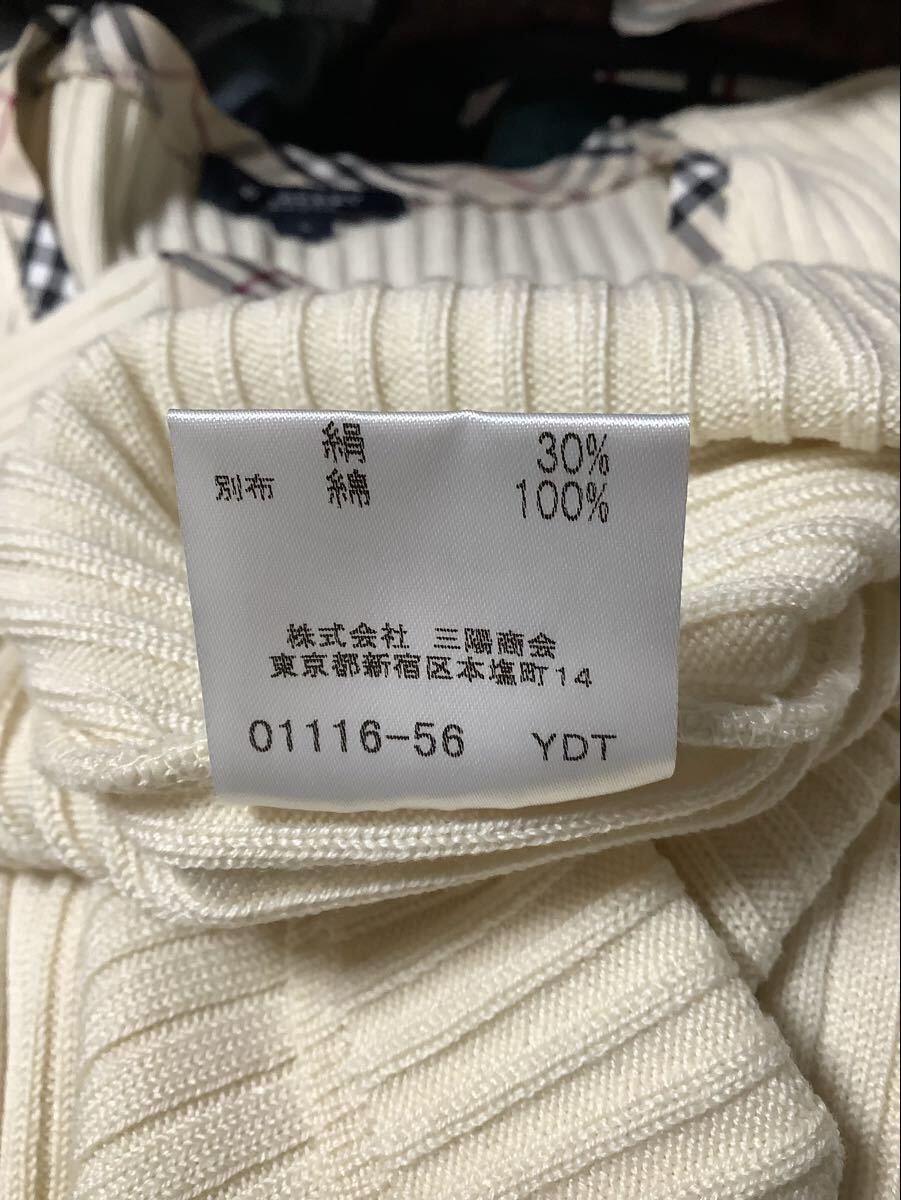 絹 30%
別布 綿 100%
株式会社 三陽商会
東京都新宿区本塩町14
01116-56 YDT